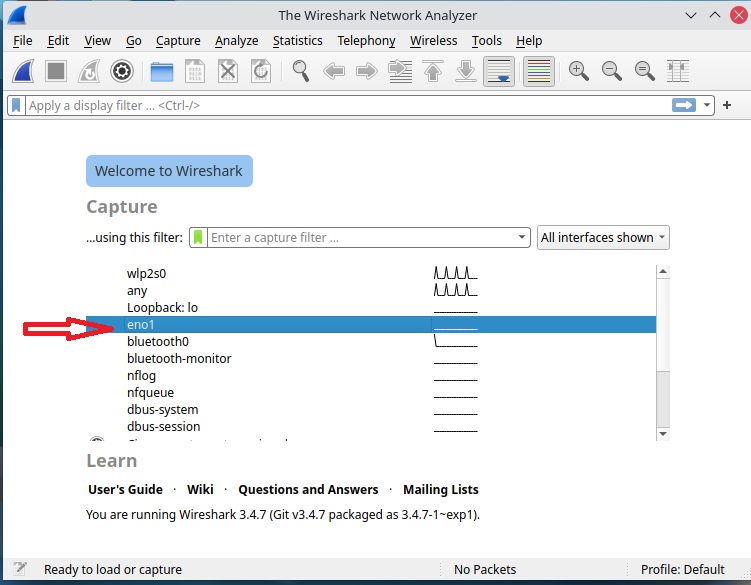 The Wireshark Network Analyzer
File Edit View Go Capture Analyze Statistics Telephony Wireless Tools Help
Apply a display filter ... <Ctrl-/>
Welcome to Wireshark
Capture
...using this filter: Enter a capture filter ... All interfaces shown
wlp2s0
any
Loopback: lo
eno1
bluetooth0
bluetooth-monitor
nflog
nfqueue
dbus-system
dbus-session
Learn
User's Guide · Wiki · Questions and Answers · Mailing Lists
You are running Wireshark 3.4.7 (Git v3.4.7 packaged as 3.4.7-1~exp1).
Ready to load or capture No Packets Profile: Default